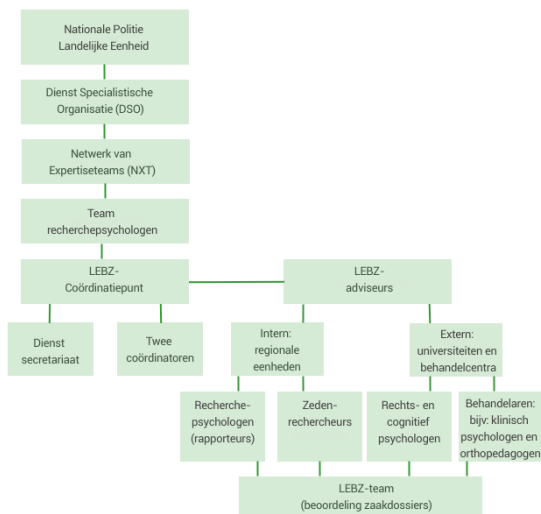 Nationale Politie
Landelijke Eenheid
Dienst Specialistische
Organisatie (DSO)
Netwerk van
Expertiseteams (NXT)
Team
recherchepsychologen
LEBZ-
Coördinatiepunt
LEBZ-
adviseurs
Dienst
secretariaat
Twee
coördinatoren
Intern:
regionale
eenheden
Extern:
universiteiten en
behandelcentra
Recherche-
psychologen
(rapporteurs)
Zeden-
rechercheurs
Rechts- en
cognitief
psychologen
Behandelaren:
bijv: klinisch
psychologen en
orthopedagogen
LEBZ-team
(beoordeling zaakdossiers)